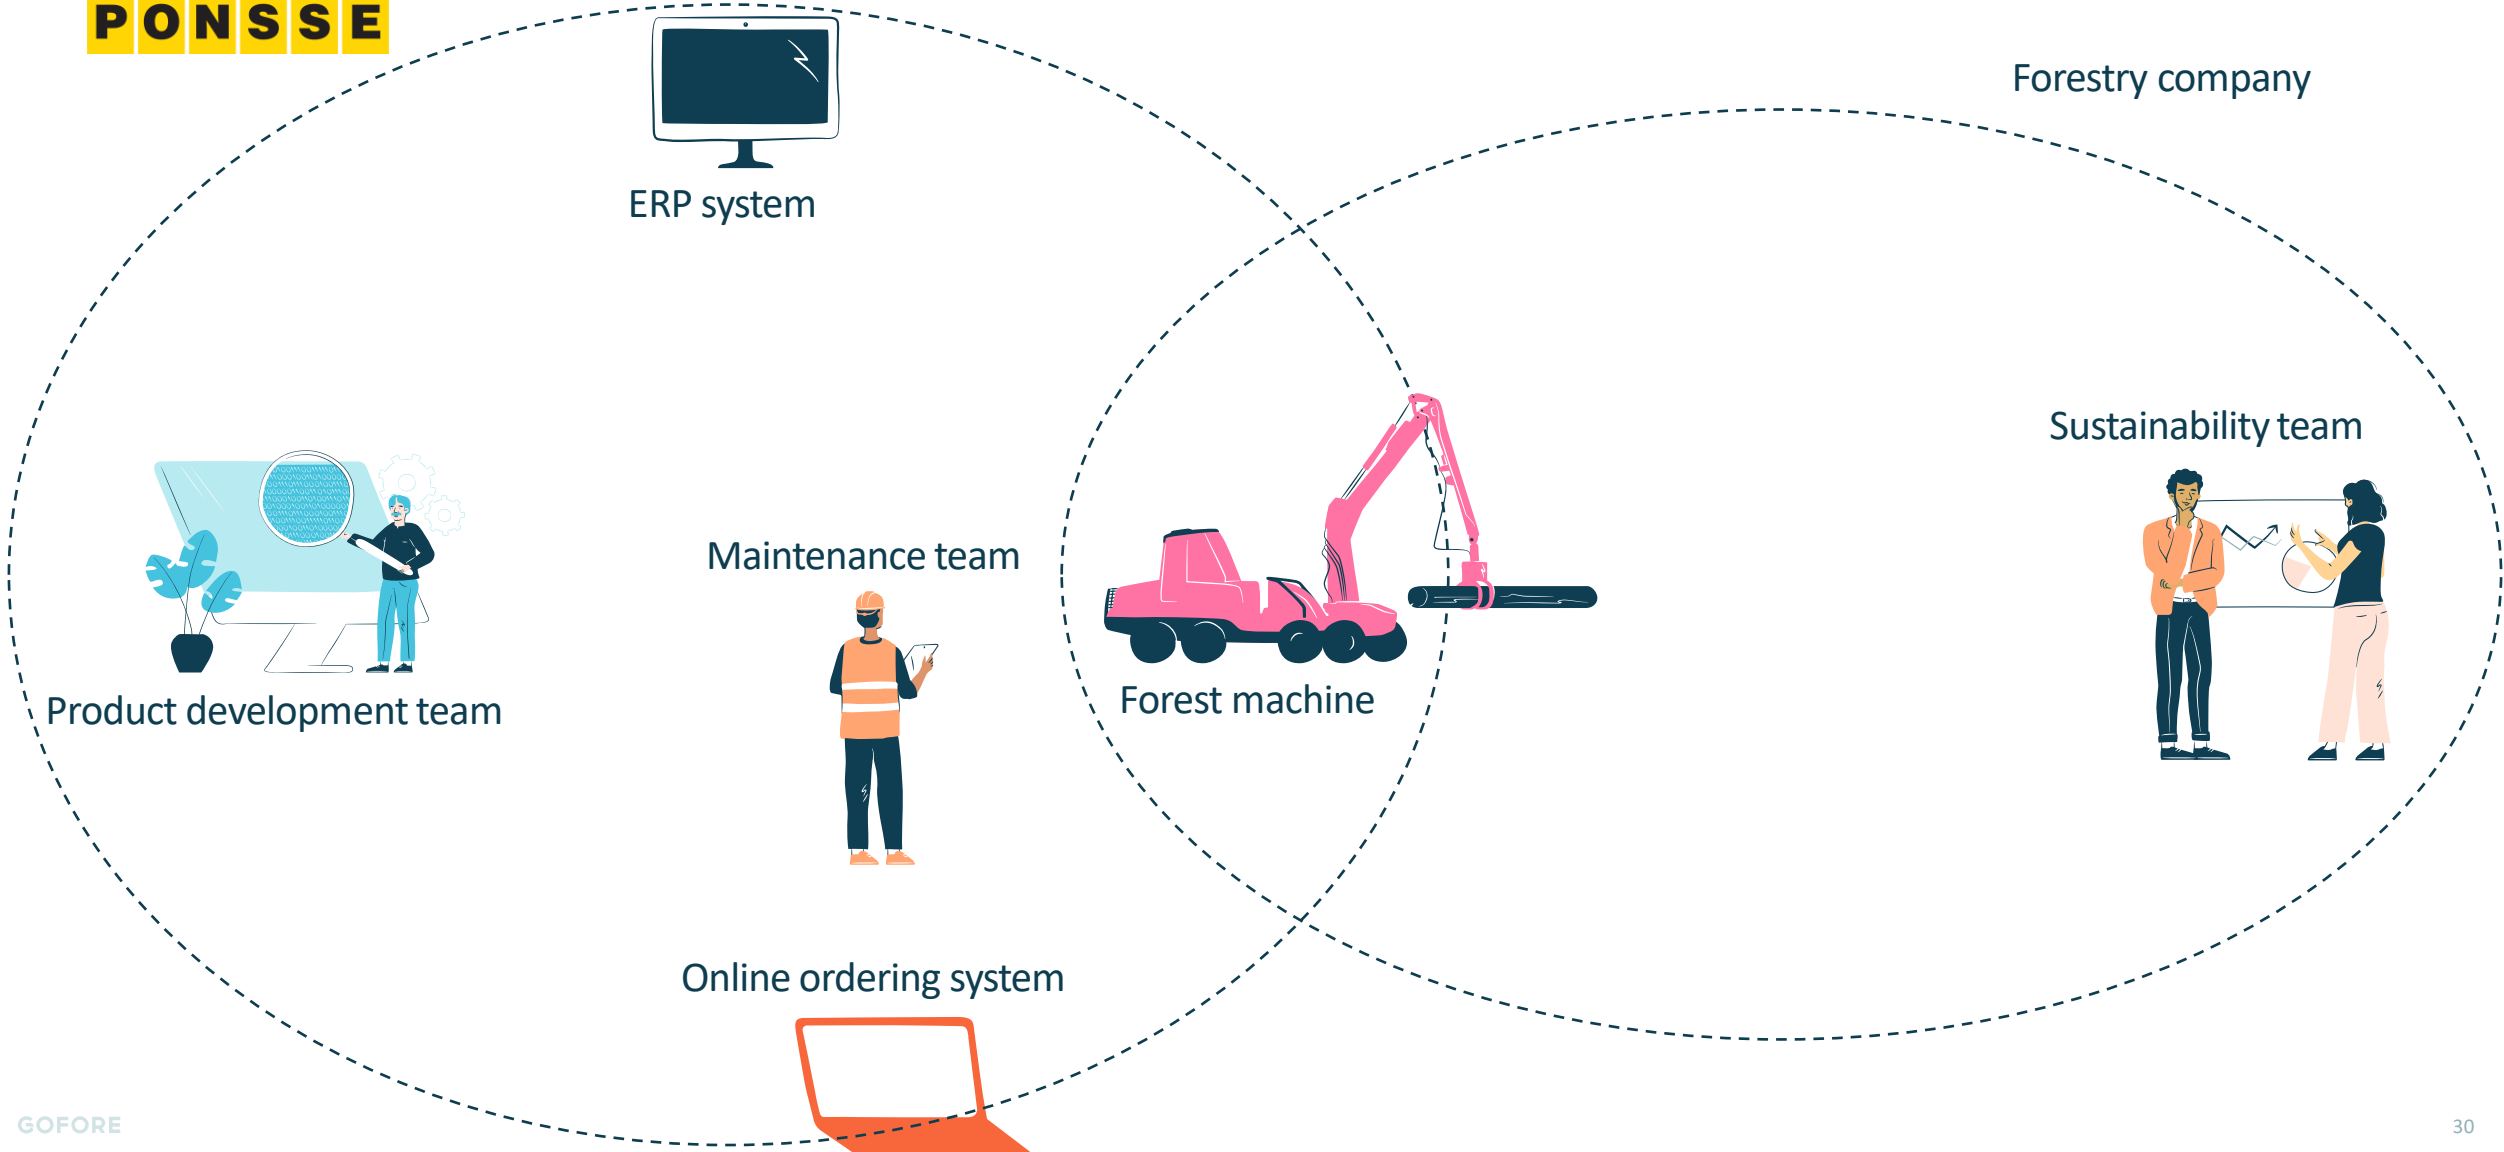 PONSSE
Forestry company
ERP system
Sustainability team
Maintenance team
Product development team
Forest machine
Online ordering system
GOFORE
30